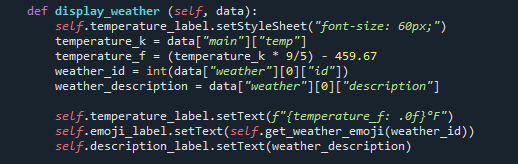 def display_weather (self, data):
self.temperature_label.setStyleSheet("font-size: 60px;")
temperature_k = data["main"]["temp"]
temperature_f = (temperature_k * 9/5) - 459.67
weather_id = int(data["weather"][0]["id"])
weather_description = data["weather"][0]["description"]
self.temperature_label.setText(f"{temperature_f: .0f}°F")
self.emoji_label.setText(self.get_weather_emoji(weather_id))
self.description_label.setText(weather_description)